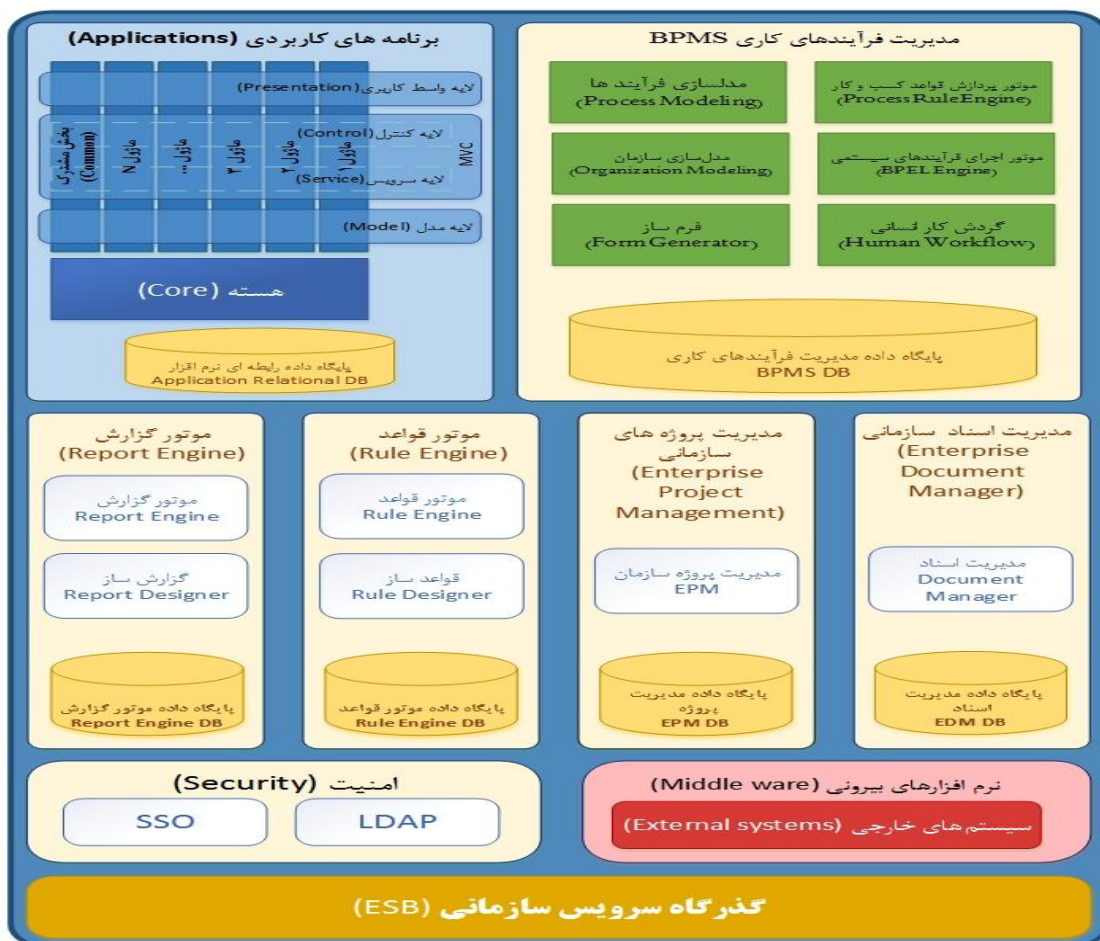 برنامه های کاربردی (Applications)
لایه واسط کاربری (Presentation)
لایه کنترل (Control)
لایه سرویس (Service)
لایه مدل (Model)
MVC
ماژول ۱
ماژول ۲
ماژول ۳
ماژول ...
ماژول N
بخش مشترک
(Common)
هسته (Core)
پایگاه داده رابطه ای نرم افزار
Application Relational DB
مدیریت فرآیندهای کاری BPMS
موتور پردازش قواعد کسب و کار
(Process RuleEngine)
مدلسازی فرآیند ها
(Process Modeling)
موتور اجرای فرآیندهای سیستمی
(BPEL Engine)
مدل‌سازی سازمان
(Organization Modeling)
گردش کار انسانی
(Human Workflow)
فرم ساز
(Form Generator)
پایگاه داده مدیریت فرآیندهای کاری
BPMS DB
مدیریت اسناد سازمانی
(Enterprise
Document
Manager)
مدیریت اسناد
Document
Manager
پایگاه داده مدیریت
اسناد
EDM DB
مدیریت پروژه های
سازمانی
(Enterprise
Project
Management)
مدیریت پروژه سازمان
EPM
پایگاه داده مدیریت
پروژه
EPM DB
موتور قواعد
(Rule Engine)
موتور قواعد
Rule Engine
قواعد ساز
Rule Designer
پایگاه داده موتور قواعد
Rule Engine DB
موتور گزارش
(Report Engine)
موتور گزارش
Report Engine
گزارش ساز
Report Designer
پایگاه داده موتور گزارش
Report Engine DB
نرم افزارهای بیرونی (Middle ware)
سیستم‌های خارجی (External systems)
امنیت (Security)
LDAP
SSO
گذرگاه سرویس سازمانی (ESB)